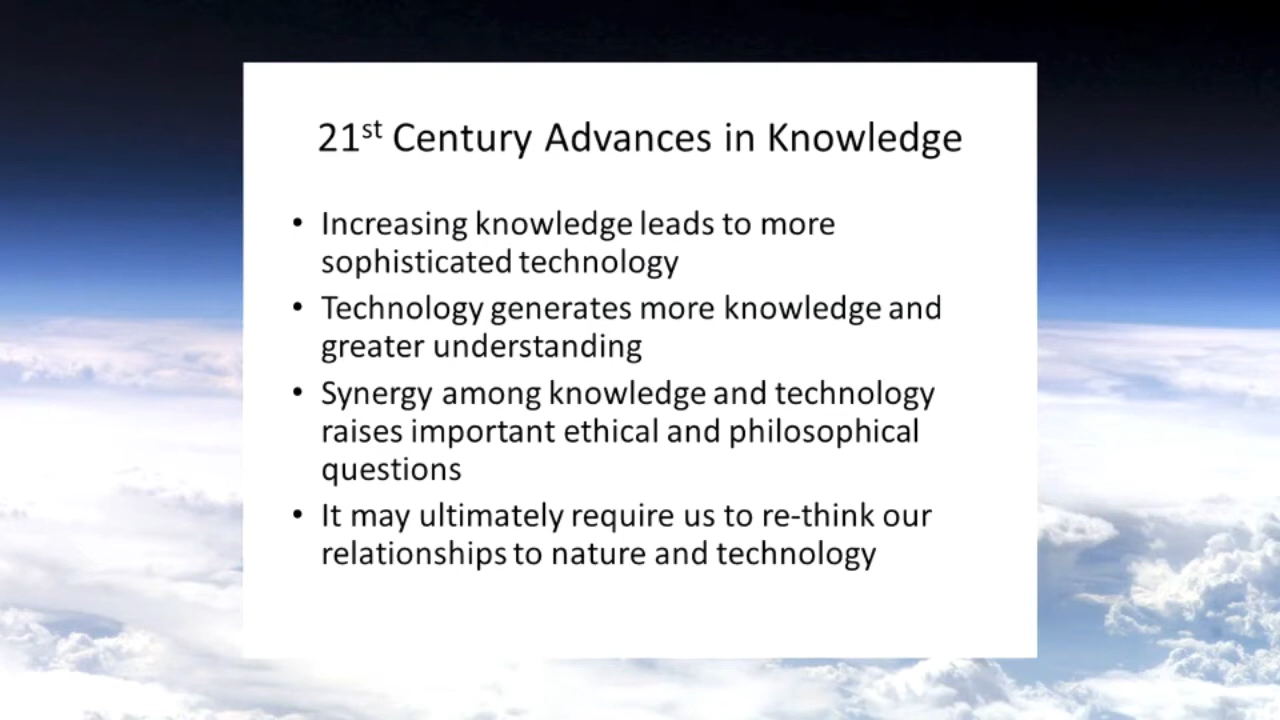 21st Century Advances in Knowledge
• Increasing knowledge leads to more
sophisticated technology
• Technology generates more knowledge and
greater understanding
• Synergy among knowledge and technology
raises important ethical and philosophical
questions
• It may ultimately require us to re-think our
relationships to nature and technology